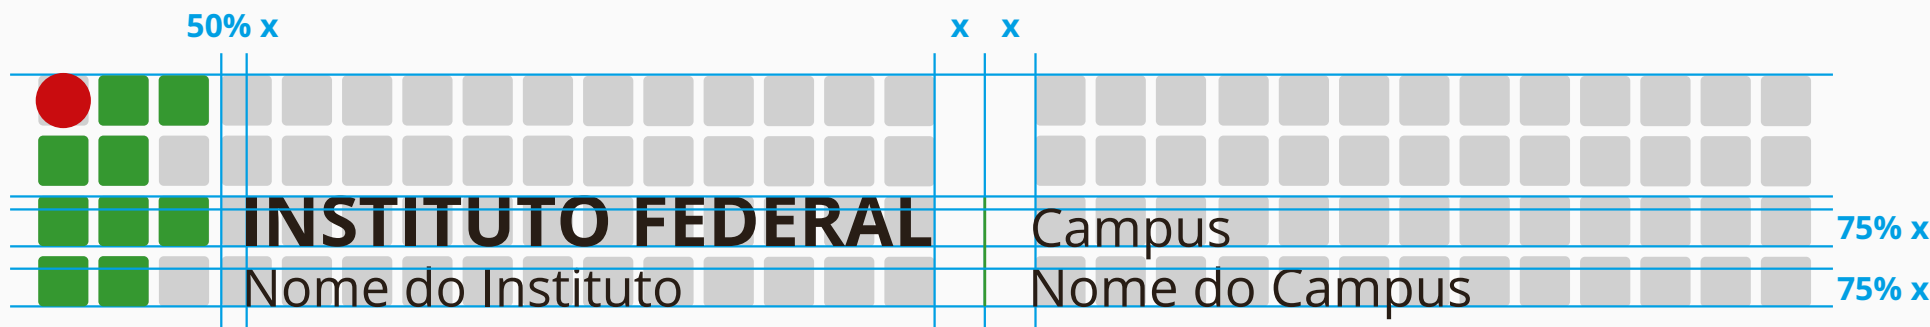 50% x
x x
INSTITUTO FEDERAL
Nome do Instituto
Campus
Nome do Campus
75% x
75% x